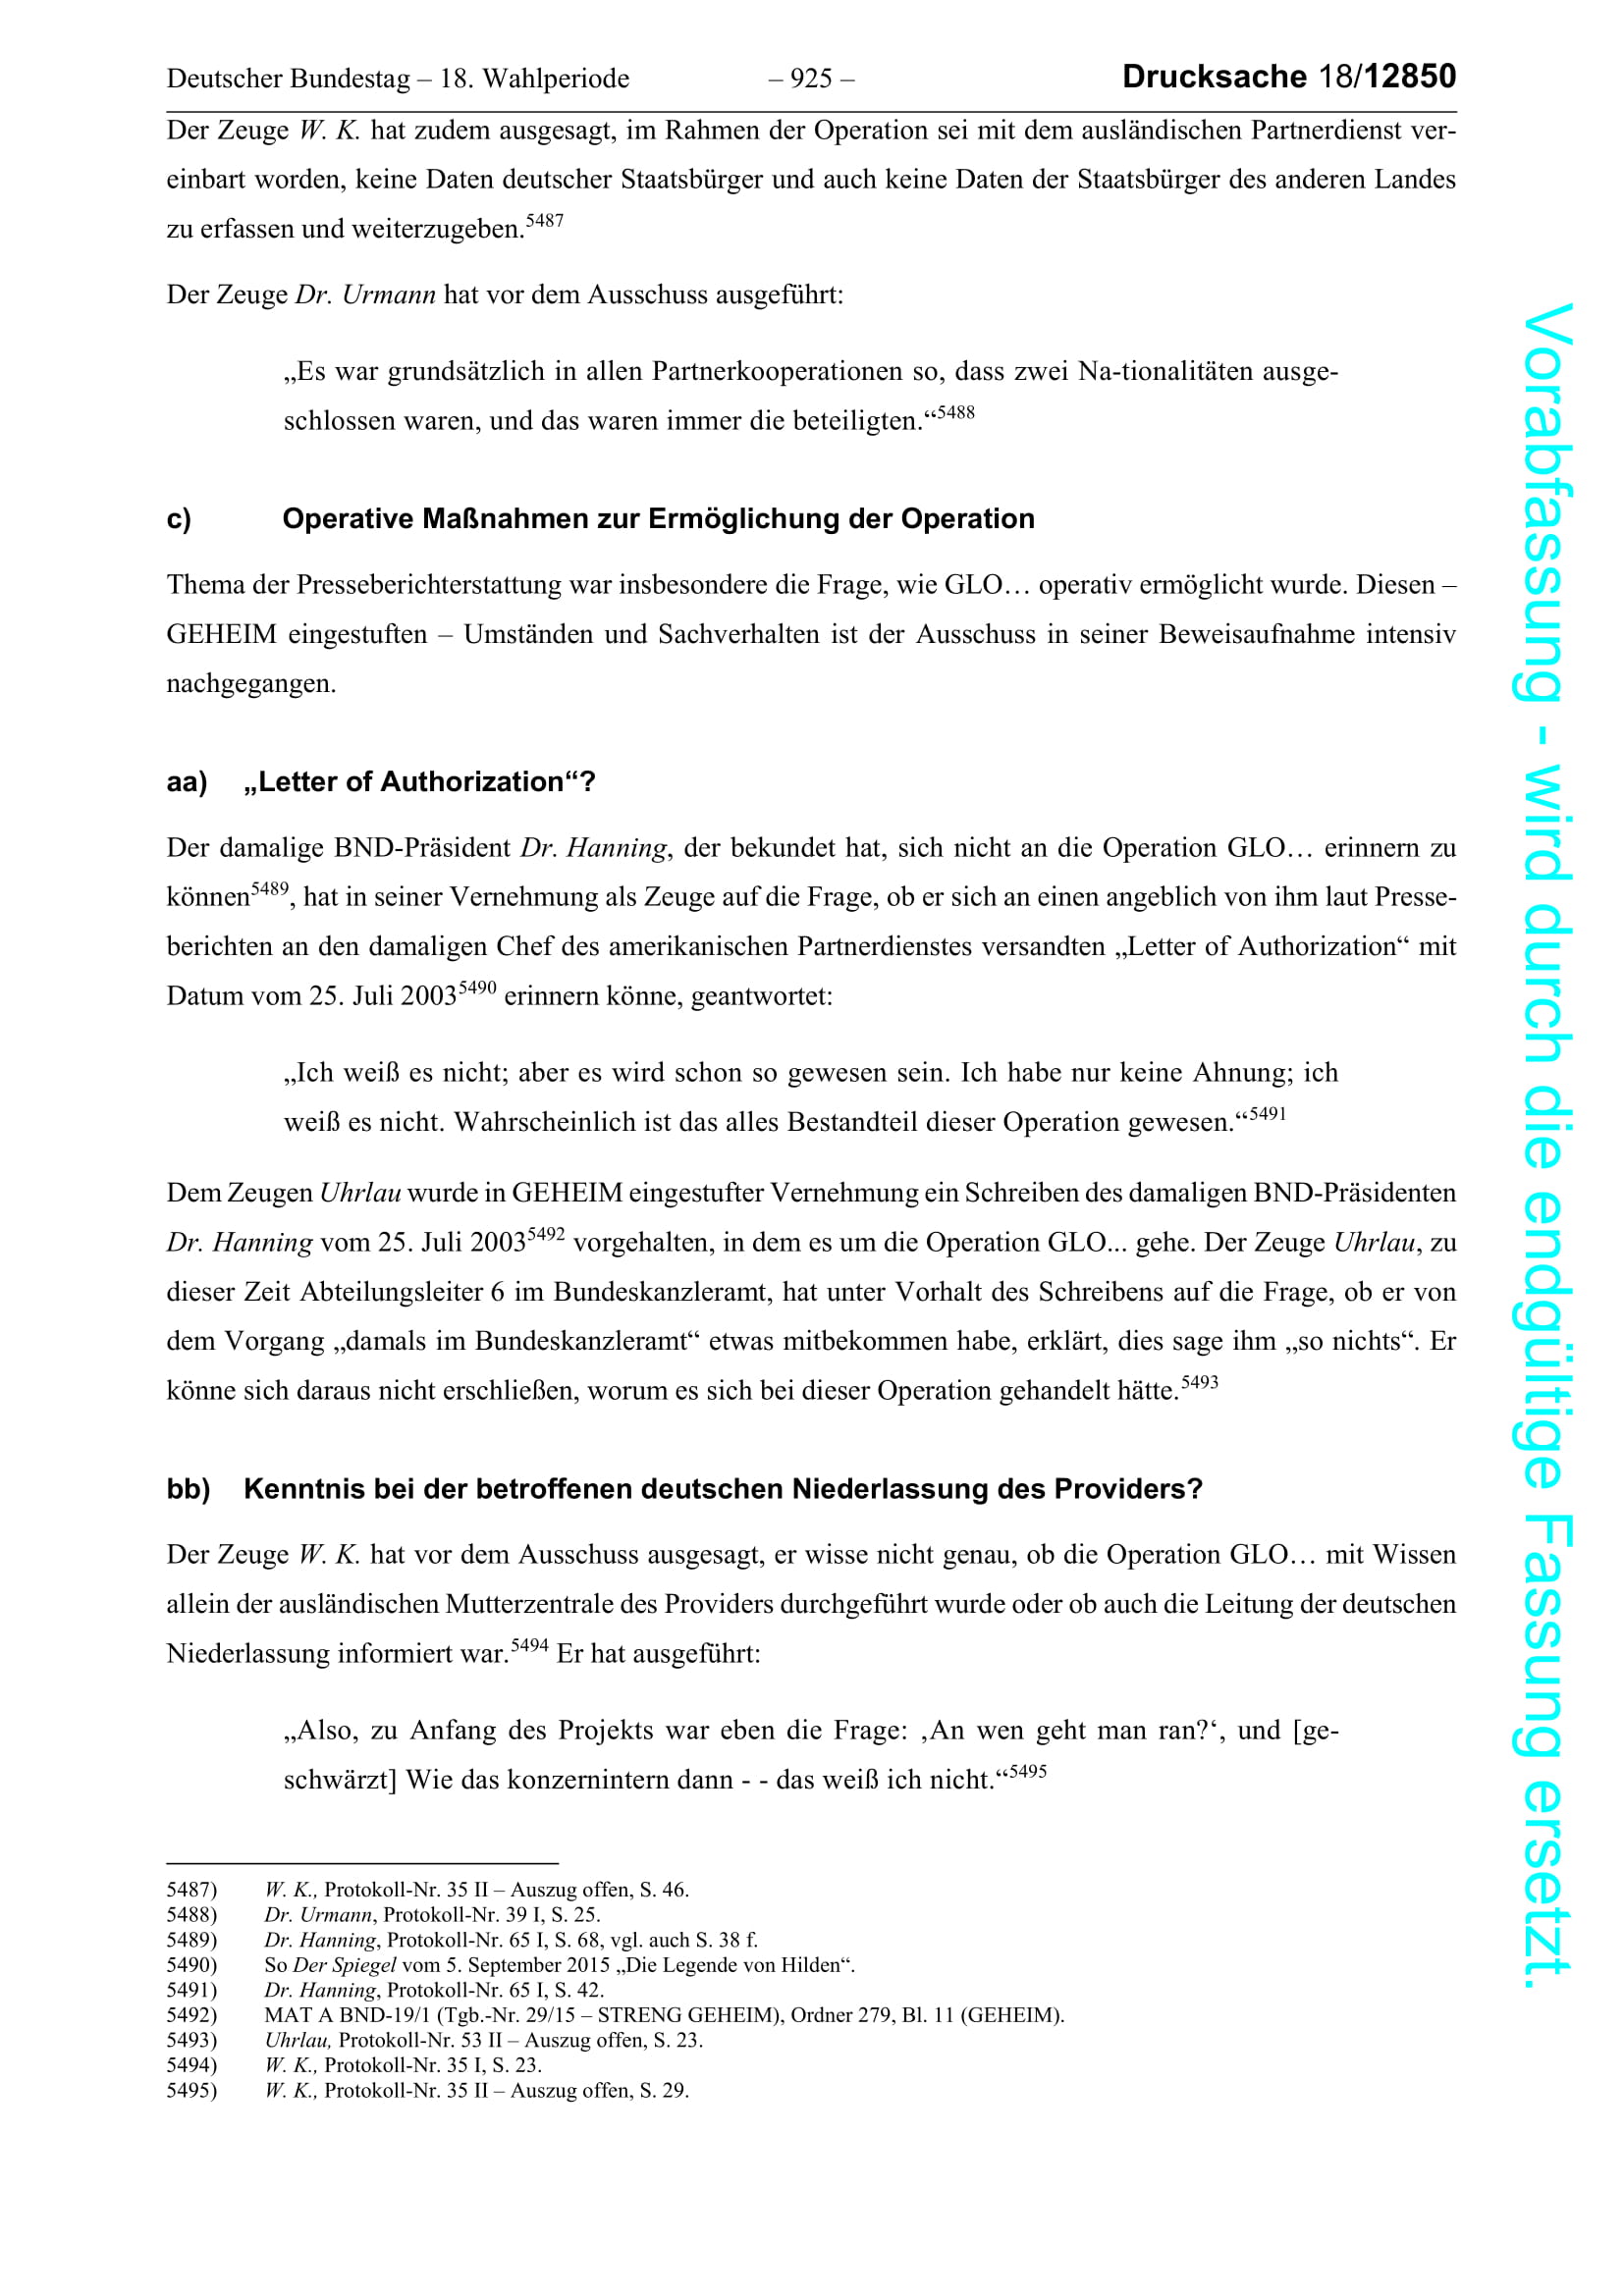 Deutscher Bundestag – 18. Wahlperiode – 925 – Drucksache 18/12850
Der Zeuge W. K. hat zudem ausgesagt, im Rahmen der Operation sei mit dem ausländischen Partnerdienst ver-
einbart worden, keine Daten deutscher Staatsbürger und auch keine Daten der Staatsbürger des anderen Landes
zu erfassen und weiterzugeben.5487
Der Zeuge Dr. Urmann hat vor dem Ausschuss ausgeführt:
„Es war grundsätzlich in allen Partnerkooperationen so, dass zwei Na-tionalitäten ausge-
schlossen waren, und das waren immer die beteiligten.“5488
c) Operative Maßnahmen zur Ermöglichung der Operation
Thema der Presseberichterstattung war insbesondere die Frage, wie GLO… operativ ermöglicht wurde. Diesen –
GEHEIM eingestuften – Umständen und Sachverhalten ist der Ausschuss in seiner Beweisaufnahme intensiv
nachgegangen.
aa) „Letter of Authorization“?
Der damalige BND-Präsident Dr. Hanning, der bekundet hat, sich nicht an die Operation GLO… erinnern zu
können5489, hat in seiner Vernehmung als Zeuge auf die Frage, ob er sich an einen angeblich von ihm laut Presse-
berichten an den damaligen Chef des amerikanischen Partnerdienstes versandten „Letter of Authorization“ mit
Datum vom 25. Juli 20035490 erinnern könne, geantwortet:
„Ich weiß es nicht; aber es wird schon so gewesen sein. Ich habe nur keine Ahnung; ich
weiß es nicht. Wahrscheinlich ist das alles Bestandteil dieser Operation gewesen.“5491
Dem Zeugen Uhrlau wurde in GEHEIM eingestufter Vernehmung ein Schreiben des damaligen BND-Präsidenten
Dr. Hanning vom 25. Juli 20035492 vorgehalten, in dem es um die Operation GLO... gehe. Der Zeuge Uhrlau, zu
dieser Zeit Abteilungsleiter 6 im Bundeskanzleramt, hat unter Vorhalt des Schreibens auf die Frage, ob er von
dem Vorgang „damals im Bundeskanzleramt“ etwas mitbekommen habe, erklärt, dies sage ihm „so nichts“. Er
könne sich daraus nicht erschließen, worum es sich bei dieser Operation gehandelt hätte.5493
bb) Kenntnis bei der betroffenen deutschen Niederlassung des Providers?
Der Zeuge W. K. hat vor dem Ausschuss ausgesagt, er wisse nicht genau, ob die Operation GLO… mit Wissen
allein der ausländischen Mutterzentrale des Providers durchgeführt wurde oder ob auch die Leitung der deutschen
Niederlassung informiert war.5494 Er hat ausgeführt:
„Also, zu Anfang des Projekts war eben die Frage: ‚An wen geht man ran?‘, und [ge-
schwärzt] Wie das konzernintern dann - - das weiß ich nicht.“5495
5487) W. K., Protokoll-Nr. 35 II – Auszug offen, S. 46.
5488) Dr. Urmann, Protokoll-Nr. 39 I, S. 25.
5489) Dr. Hanning, Protokoll-Nr. 65 I, S. 68, vgl. auch S. 38 f.
5490) So Der Spiegel vom 5. September 2015 „Die Legende von Hilden“.
5491) Dr. Hanning, Protokoll-Nr. 65 I, S. 42.
5492) MAT A BND-19/1 (Tgb.-Nr. 29/15 – STRENG GEHEIM), Ordner 279, Bl. 11 (GEHEIM).
5493) Uhrlau, Protokoll-Nr. 53 II – Auszug offen, S. 23.
5494) W. K., Protokoll-Nr. 35 I, S. 23.
5495) W. K., Protokoll-Nr. 35 II – Auszug offen, S. 29.
Vorabfassung - wird durch die endgültige Fassung ersetzt.